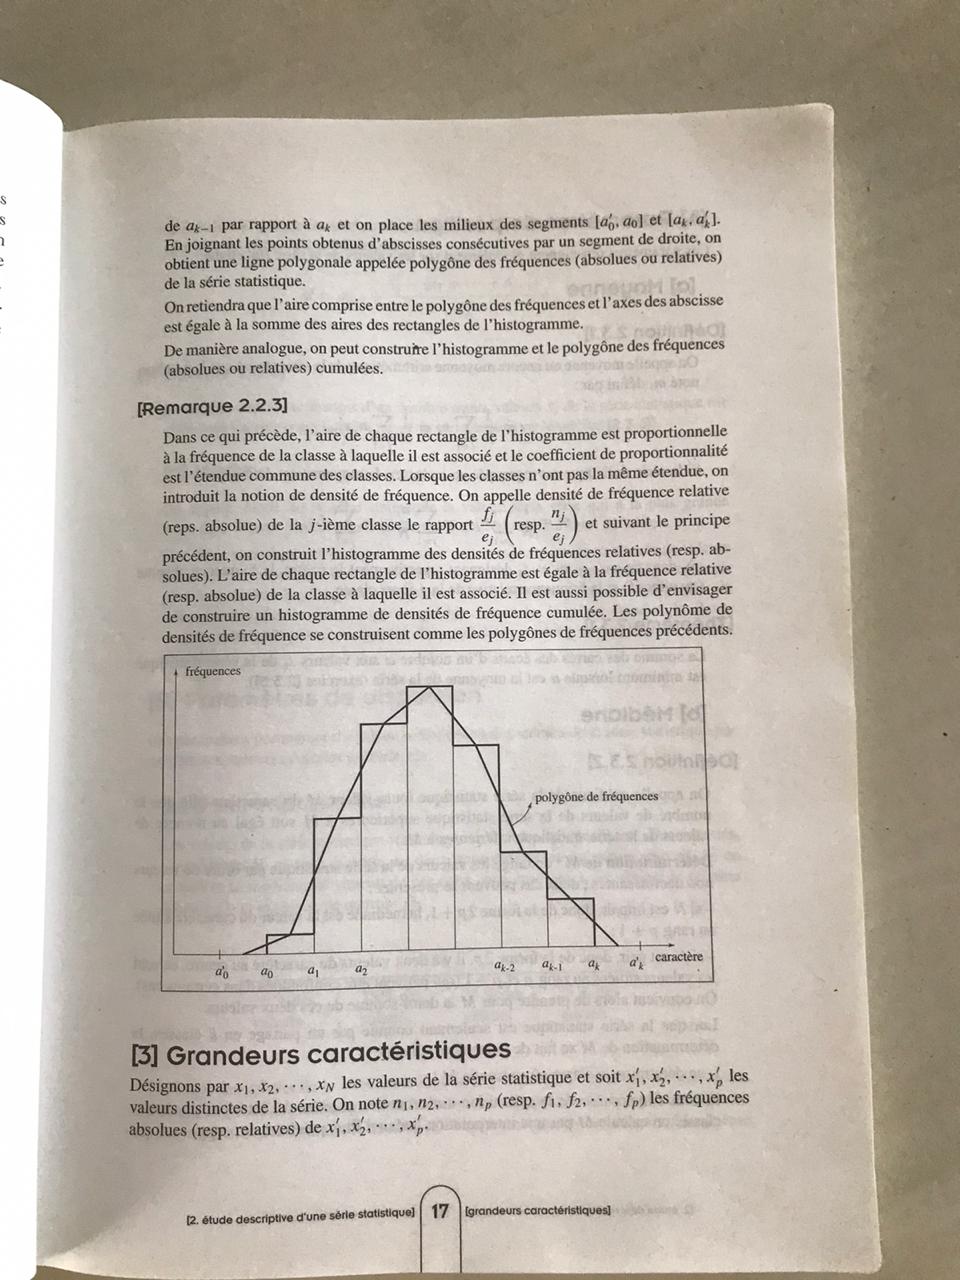 de a_{k-1} par rapport à a_k et on place les milieux des segments [a'_0, a_0] et [a_k, a'_k].
En joignant les points obtenus d'abscisses consécutives par un segment de droite, on
obtient une ligne polygonale appelée polygône des fréquences (absolues ou relatives)
de la série statistique.
On retiendra que l'aire comprise entre le polygône des fréquences et l'axes des abscisse
est égale à la somme des aires des rectangles de l'histogramme.
De manière analogue, on peut construire l'histogramme et le polygône des fréquences
(absolues ou relatives) cumulées.
[Remarque 2.2.3]
Dans ce qui précède, l'aire de chaque rectangle de l'histogramme est proportionnelle
à la fréquence de la classe à laquelle il est associé et le coefficient de proportionnalité
est l'étendue commune des classes. Lorsque les classes n'ont pas la même étendue, on
introduit la notion de densité de fréquence. On appelle densité de fréquence relative
(reps. absolue) de la j-ième classe le rapport f_j/e_j (resp. n_j/e_j) et suivant le principe
précédent, on construit l'histogramme des densités de fréquences relatives (resp. ab-
solues). L'aire de chaque rectangle de l'histogramme est égale à la fréquence relative
(resp. absolue) de la classe à laquelle il est associé. Il est aussi possible d'envisager
de construire un histogramme de densités de fréquence cumulée. Les polynôme de
densités de fréquence se construisent comme les polygônes de fréquences précédents.
fréquences
polygône de fréquences
a'_0 a_0 a_1 a_2 a_{k-2} a_{k-1} a_k a'_k caractère
[3] Grandeurs caractéristiques
Désignons par x_1, x_2, ⋯, x_N les valeurs de la série statistique et soit x'_1, x'_2, ⋯, x'_p les
valeurs distinctes de la série. On note n_1, n_2, ⋯, n_p (resp. f_1, f_2, ⋯, f_p) les fréquences
absolues (resp. relatives) de x'_1, x'_2, ⋯, x'_p.
[2. étude descriptive d'une série statistique] 17 [grandeurs caractéristiques]